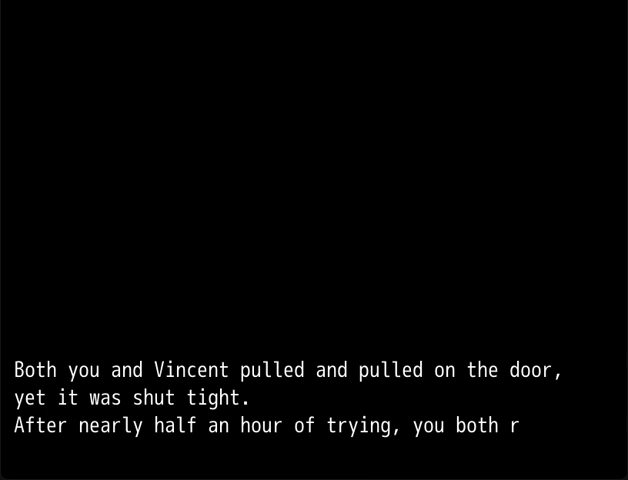 Both you and Vincent pulled and pulled on the door,
yet it was shut tight.
After nearly half an hour of trying, you both r